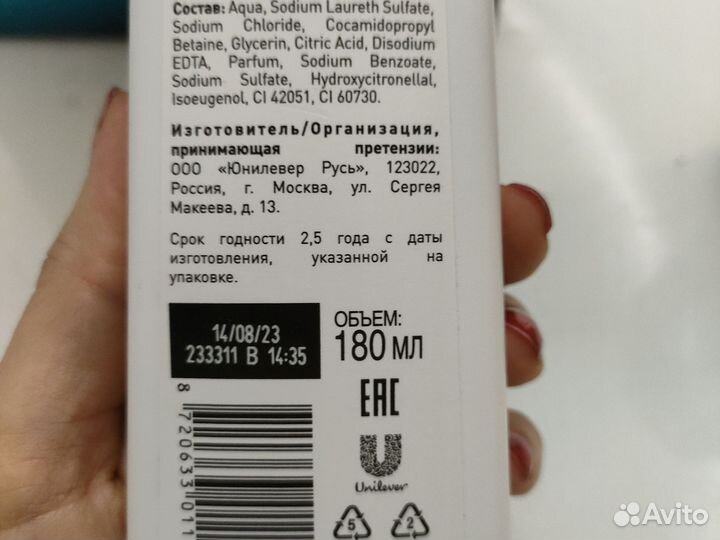 Состав: Aqua, Sodium Laureth Sulfate,
Sodium Chloride, Cocamidopropyl
Betaine, Glycerin, Citric Acid, Disodium
EDTA, Parfum, Sodium Benzoate,
Sodium Sulfate, Hydroxycitronellal,
Isoeugenol, CI 42051, CI 60730.
Изготовитель/Организация,
принимающая претензии:
ООО «Юнилевер Русь», 123022,
Россия, г. Москва, ул. Сергея
Макеева, д. 13.
Срок годности 2,5 года с даты
изготовления, указанной на
упаковке.
14/08/23
233311 B 14:35
ОБЪЕМ:
180 МЛ
EAC
Unilever
8 720633 011
5
2
Avito